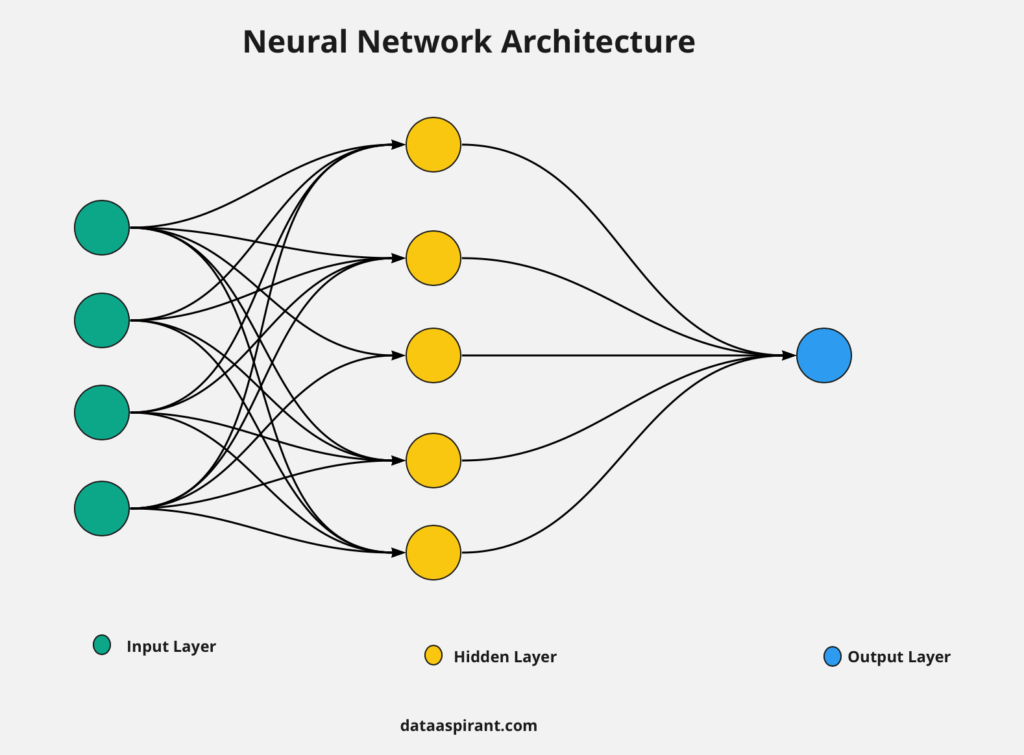 Neural Network Architecture
Input Layer
Hidden Layer
Output Layer
dataaspirant.com